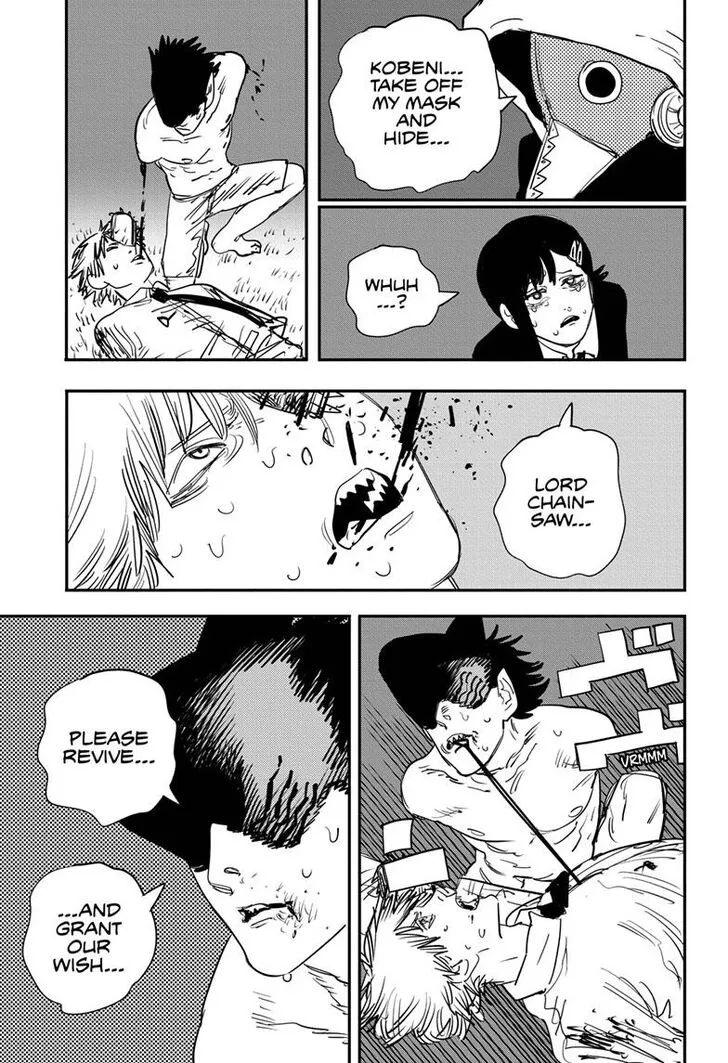 KOBENI...
TAKE OFF
MY MASK
AND
HIDE...
WHUH
...?
LORD
CHAIN-
SAW...
VRMMM
PLEASE
REVIVE...
...AND
GRANT
OUR
WISH...